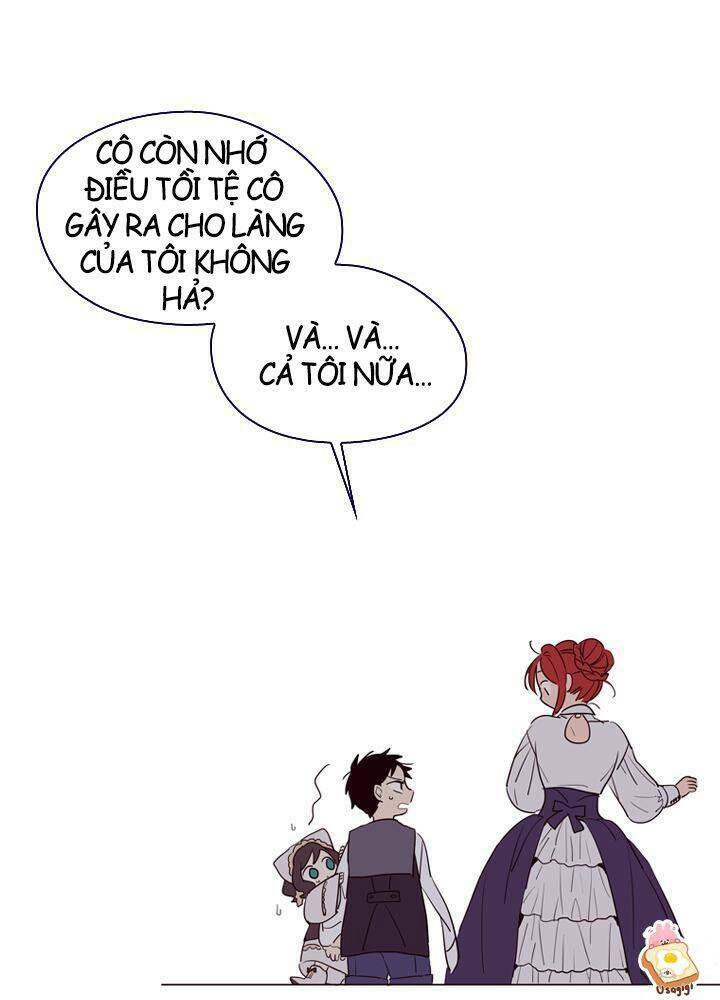 CÔ CÒN NHỚ
ĐIỀU TỒI TỆ CÔ
GÂY RA CHO LÀNG
CỦA TÔI KHÔNG
HẢ?
VÀ... VÀ...
CẢ TÔI NỮA...
Usagigi